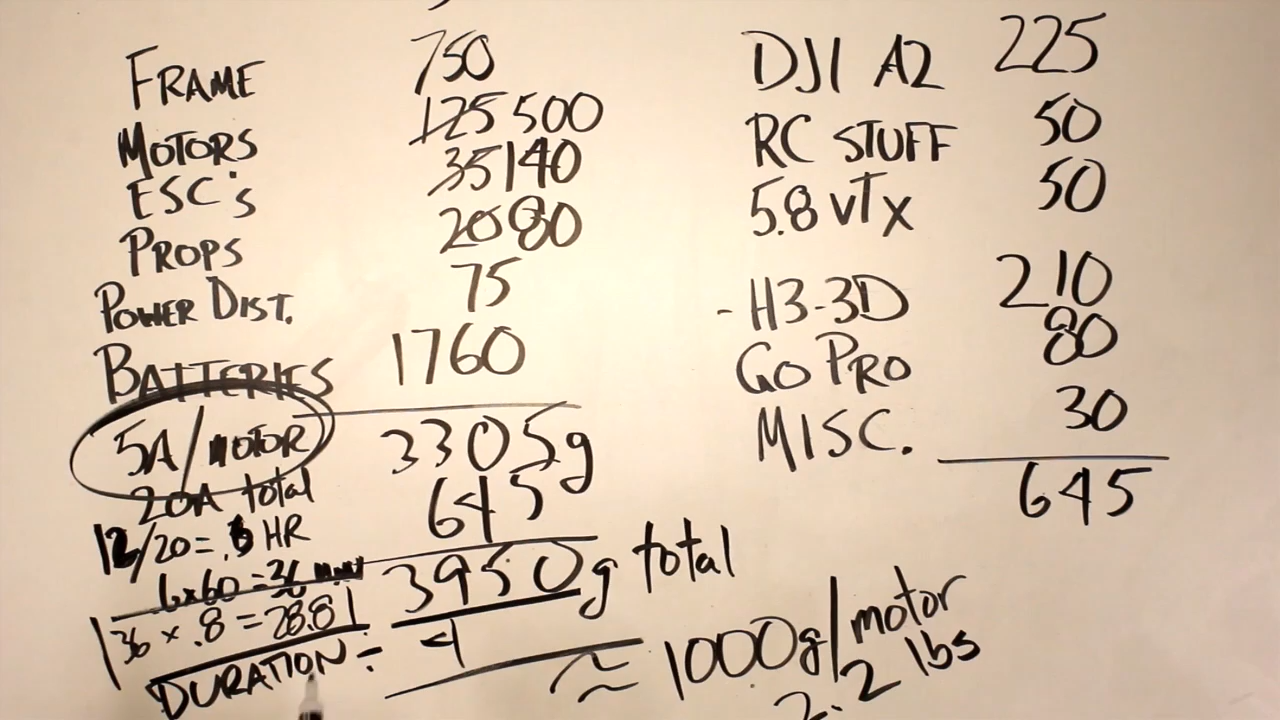 FRAME 750
MOTORS 125 500
ESC'S 35 140
PROPS 20 80
POWER DIST. 75
BATTERIES 1760
3305g
645
3950g total
÷ 4
≈ 1000g/motor
2.2 lbs
5A/MOTOR
20A total
12/20= .6 HR
.6x60 =36 MIN
36 x .8 = 28.8
DURATION
DJI A2 225
RC STUFF 50
5.8 vTx 50
- H3-3D 210
GO PRO 80
MISC. 30
645